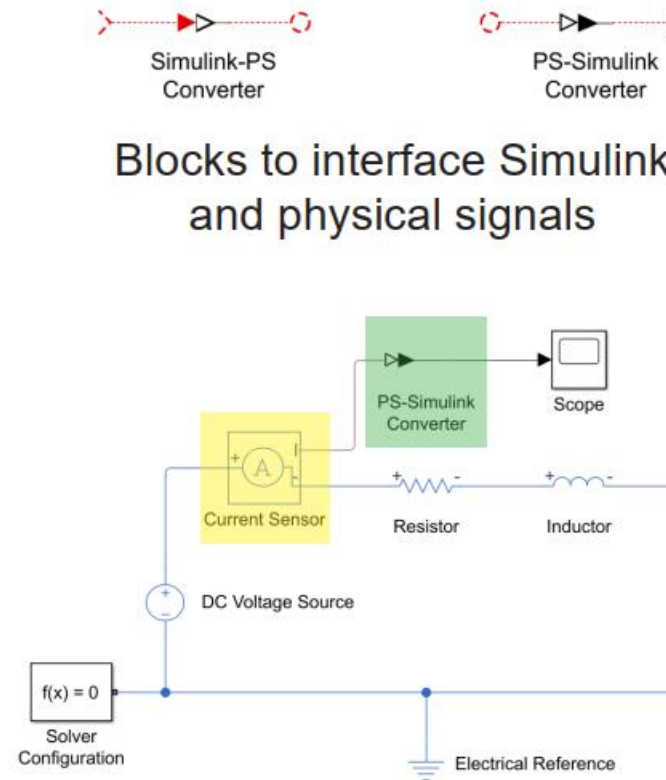 Simulink-PS
Converter
PS-Simulink
Converter
Blocks to interface Simulink
and physical signals
PS-Simulink
Converter
Scope
+
A
I
-
Current Sensor
+
-
Resistor
+
-
Inductor
+
-
DC Voltage Source
f(x) = 0
Solver
Configuration
Electrical Reference